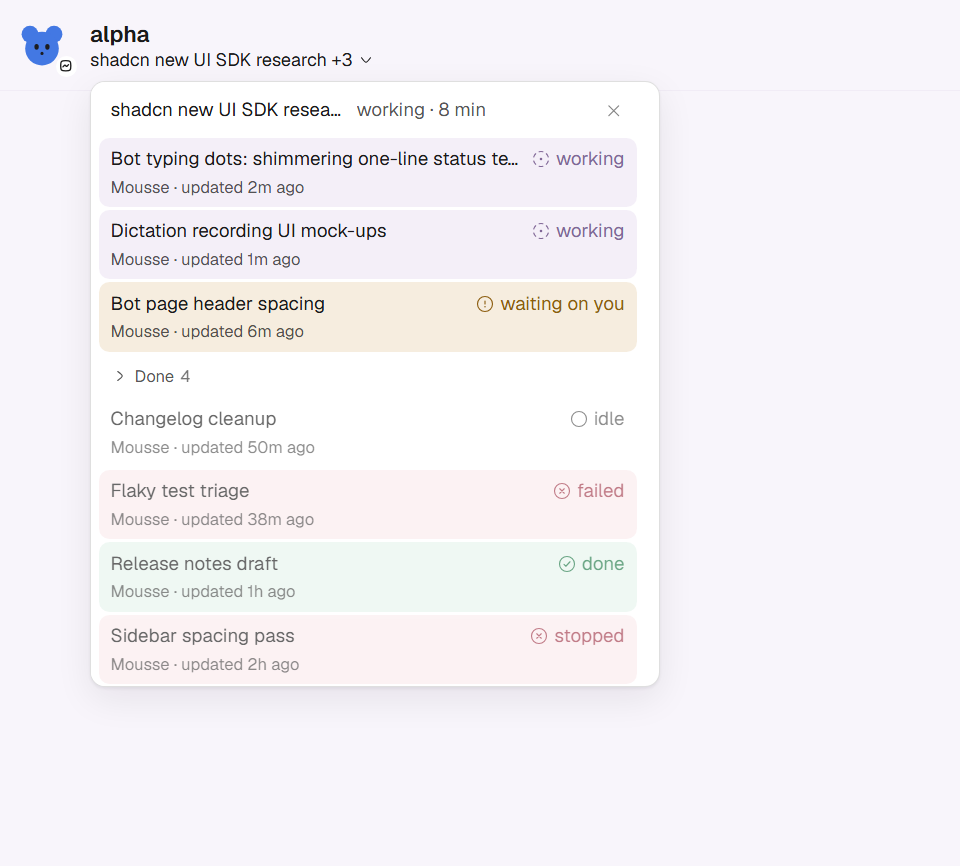 alpha
shadcn new UI SDK research +3
shadcn new UI SDK resea... working · 8 min
Bot typing dots: shimmering one-line status te... working
Mousse · updated 2m ago
Dictation recording UI mock-ups working
Mousse · updated 1m ago
Bot page header spacing waiting on you
Mousse · updated 6m ago
Done 4
Changelog cleanup idle
Mousse · updated 50m ago
Flaky test triage failed
Mousse · updated 38m ago
Release notes draft done
Mousse · updated 1h ago
Sidebar spacing pass stopped
Mousse · updated 2h ago